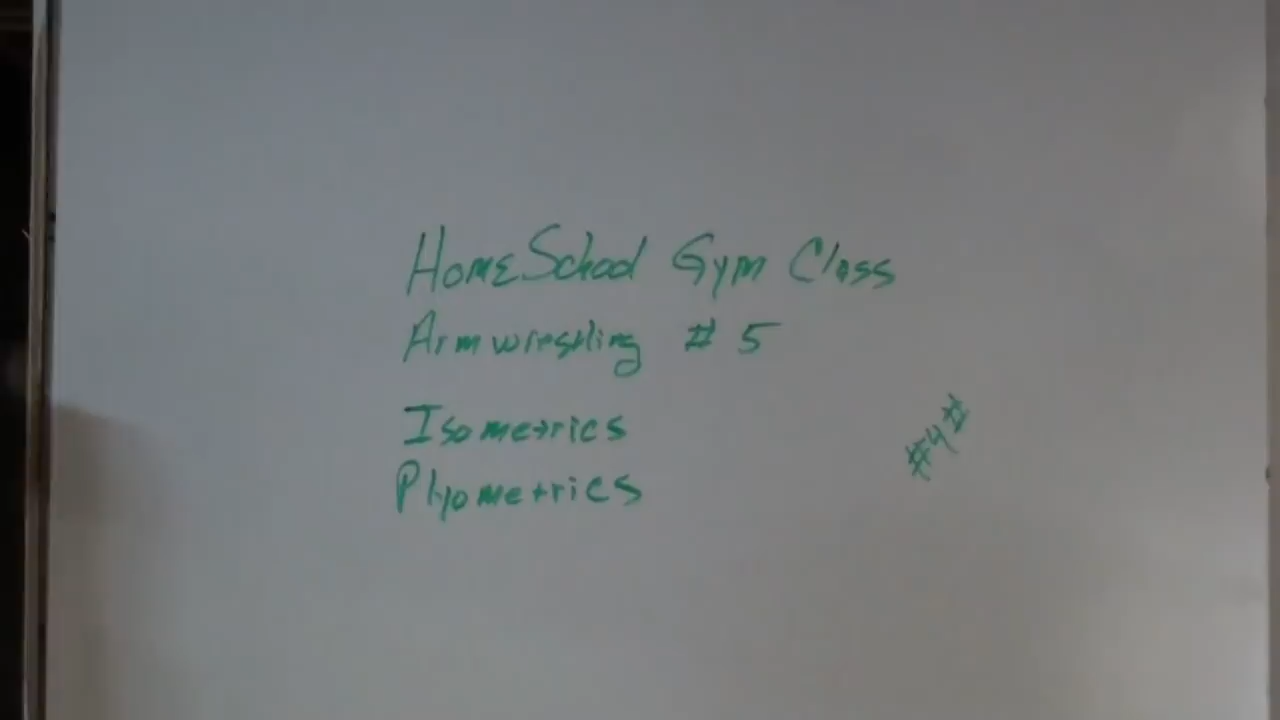 HomeSchool Gym Class
Armwrestling # 5
Isometrics
Plyometrics
#4#